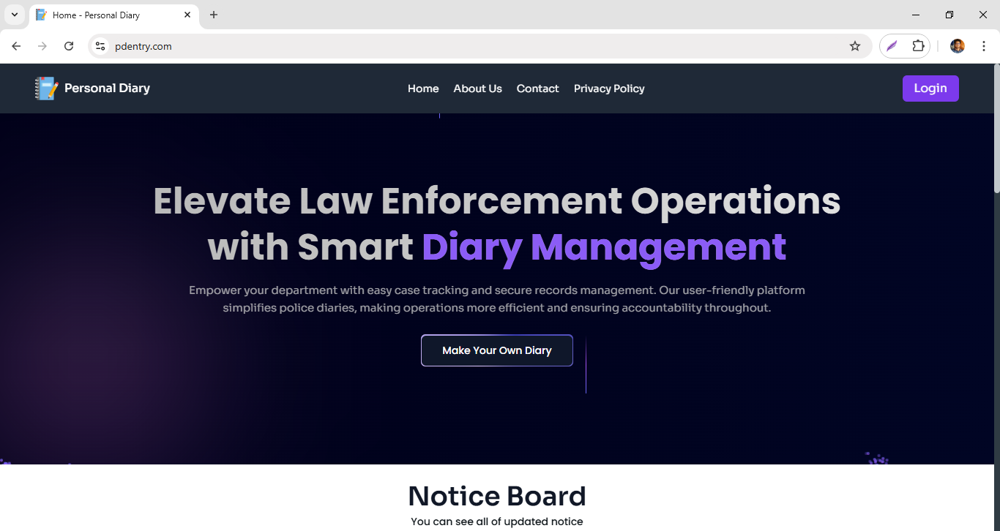 Home - Personal Diary
pdentry.com
Personal Diary
Home About Us Contact Privacy Policy
Login
Elevate Law Enforcement Operations
with Smart Diary Management
Empower your department with easy case tracking and secure records management. Our user-friendly platform
simplifies police diaries, making operations more efficient and ensuring accountability throughout.
Make Your Own Diary
Notice Board
You can see all of updated notice